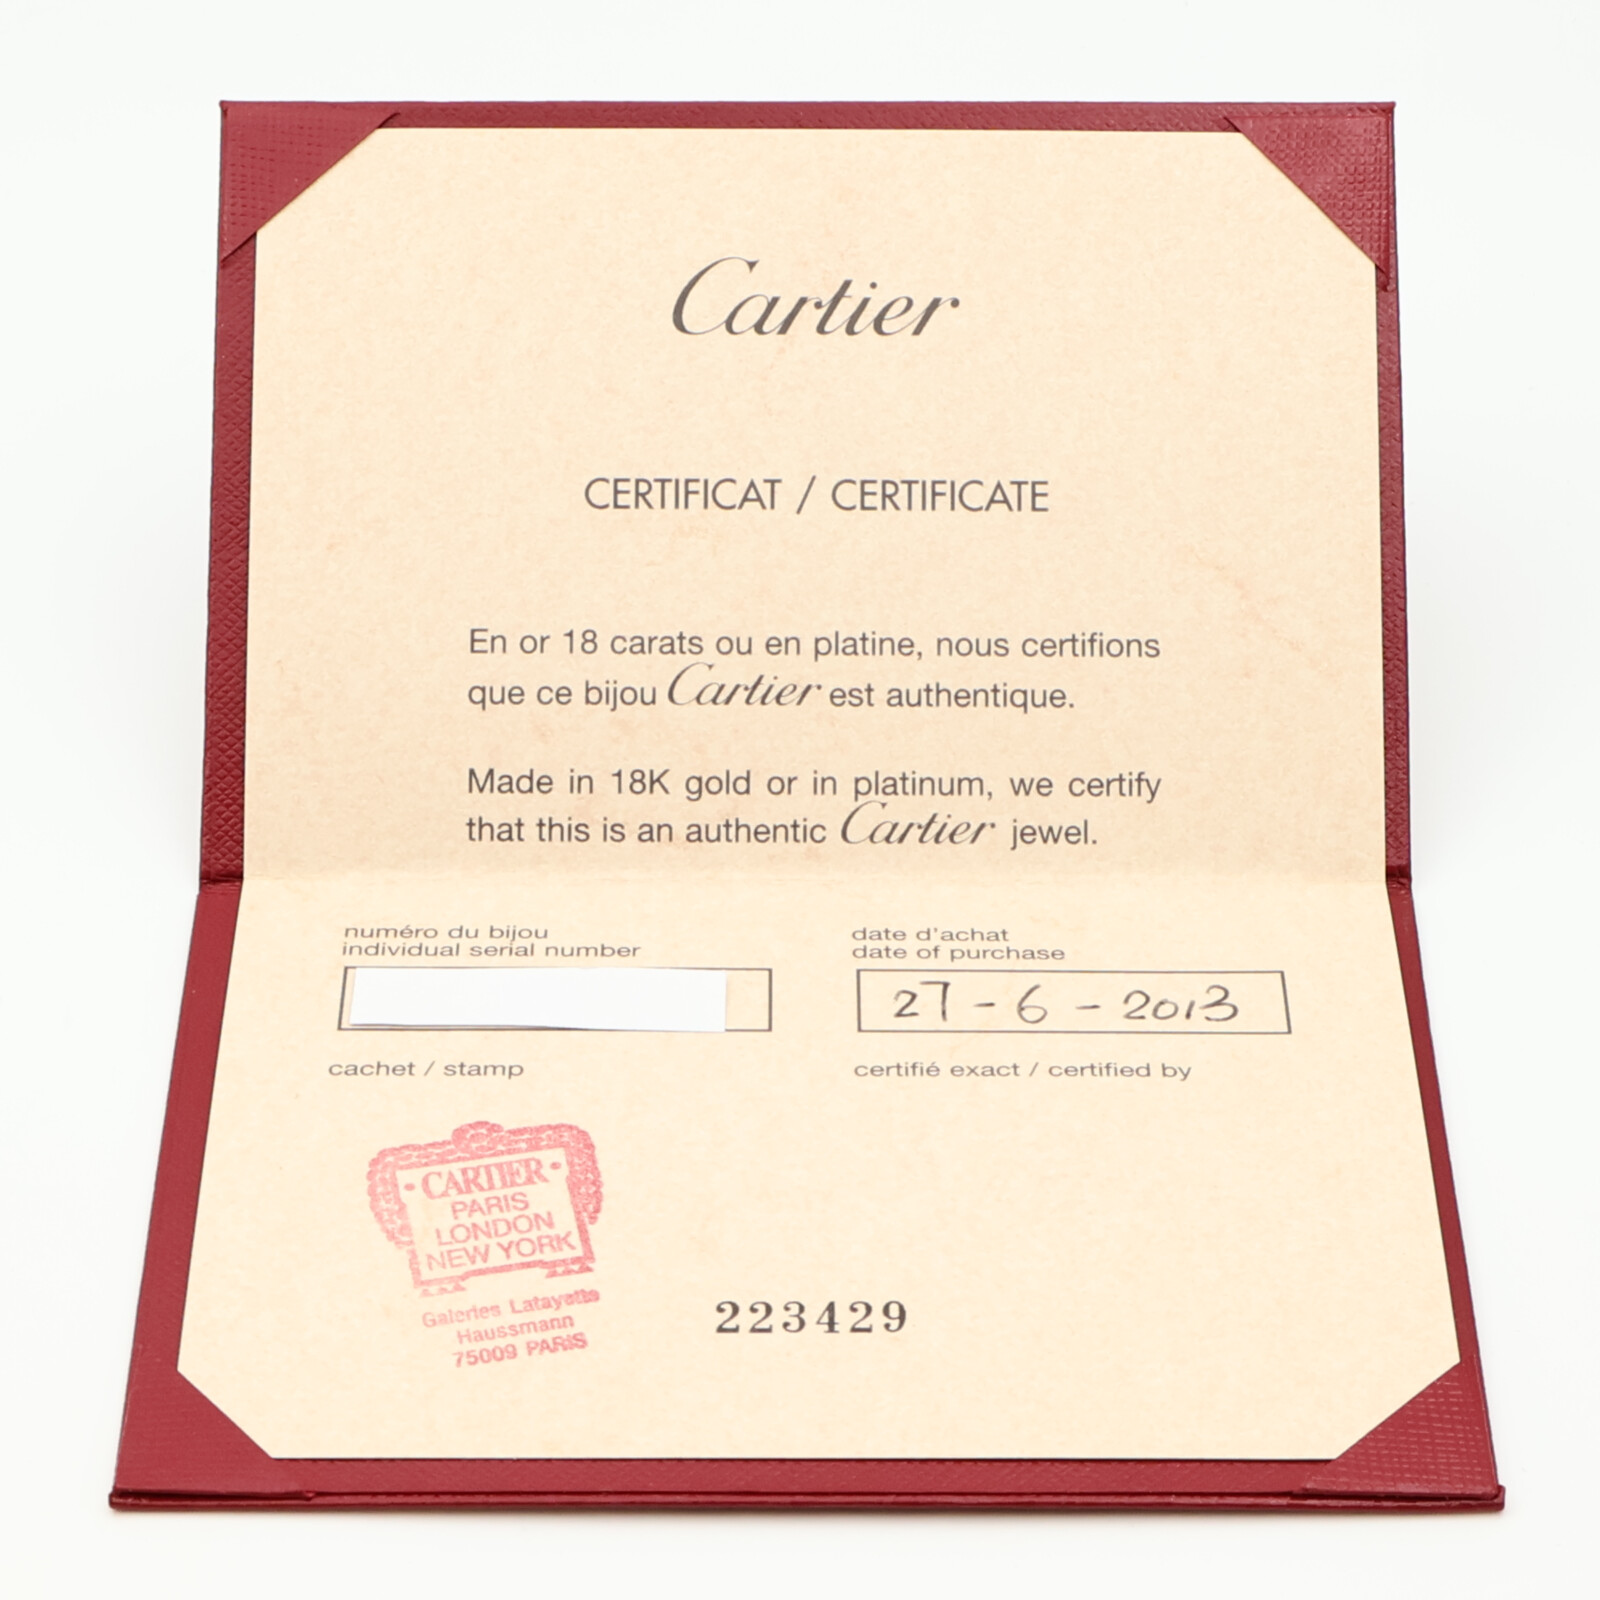 Cartier
CERTIFICAT / CERTIFICATE
En or 18 carats ou en platine, nous certifions
que ce bijou Cartier est authentique.
Made in 18K gold or in platinum, we certify
that this is an authentic Cartier jewel.
numéro du bijou
individual serial number
date d'achat
date of purchase
27 - 6 - 2013
cachet / stamp
certifié exact / certified by
CARTIER
PARIS
LONDON
NEW YORK
Galeries Lafayette
Haussmann
75009 PARIS
223429